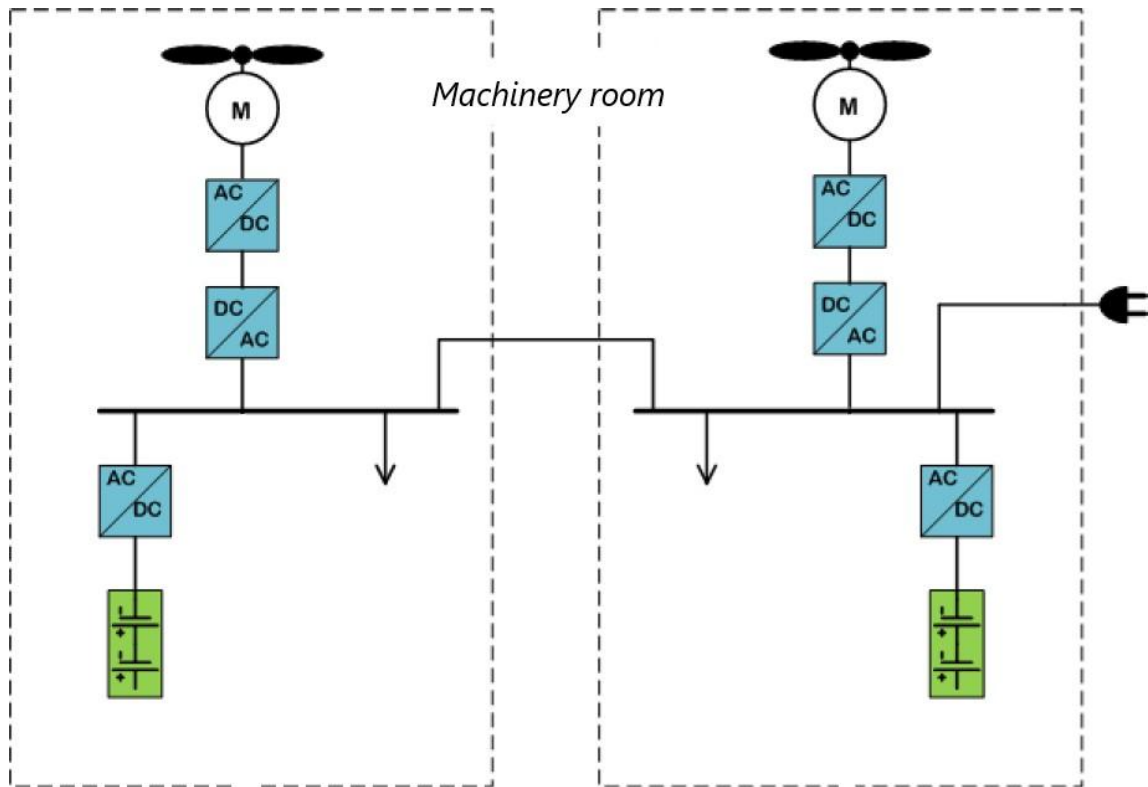 Machinery room
M
M
AC
DC
AC
DC
DC
AC
DC
AC
AC
DC
AC
DC
- +
- +
- +
- +